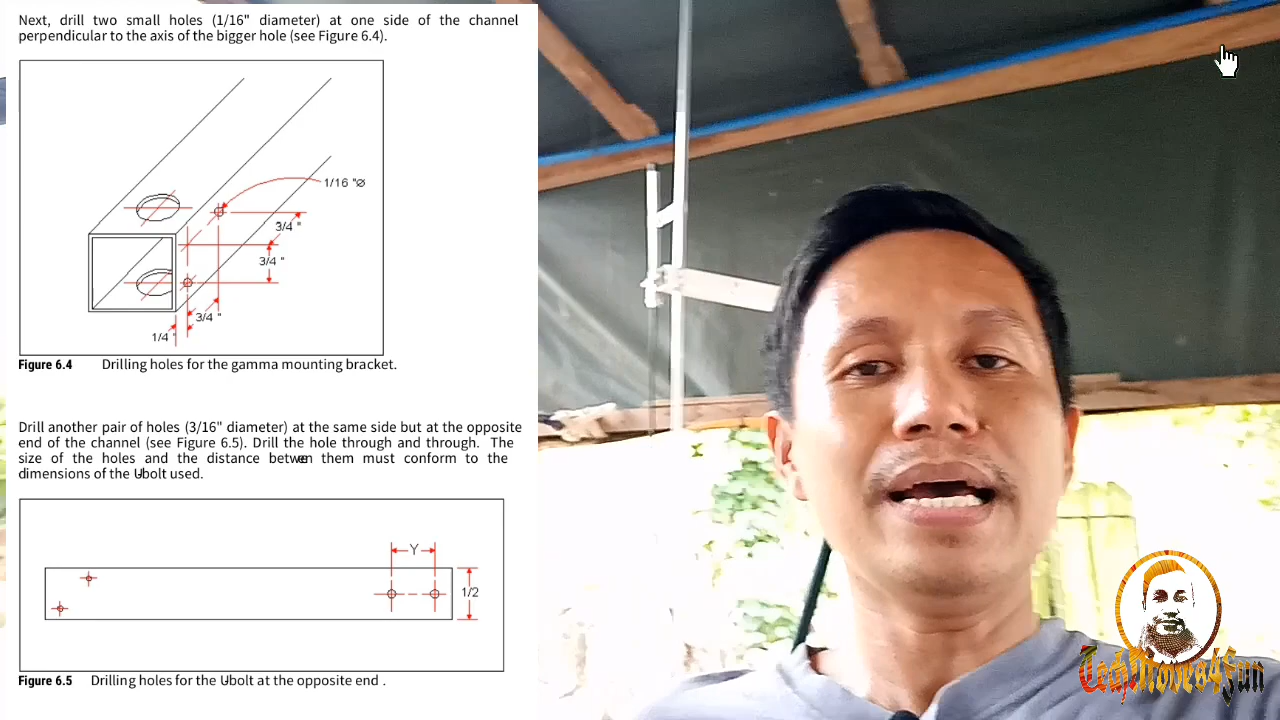 Next, drill two small holes (1/16" diameter) at one side of the channel
perpendicular to the axis of the bigger hole (see Figure 6.4).
1/16 "Ø
3/4 "
3/4 "
3/4 "
1/4 "
Figure 6.4 Drilling holes for the gamma mounting bracket.
Drill another pair of holes (3/16" diameter) at the same side but at the opposite
end of the channel (see Figure 6.5). Drill the hole through and through. The
size of the holes and the distance between them must conform to the
dimensions of the U-bolt used.
Y
1/2
Figure 6.5 Drilling holes for the U-bolt at the opposite end .
TechMoves4Fun